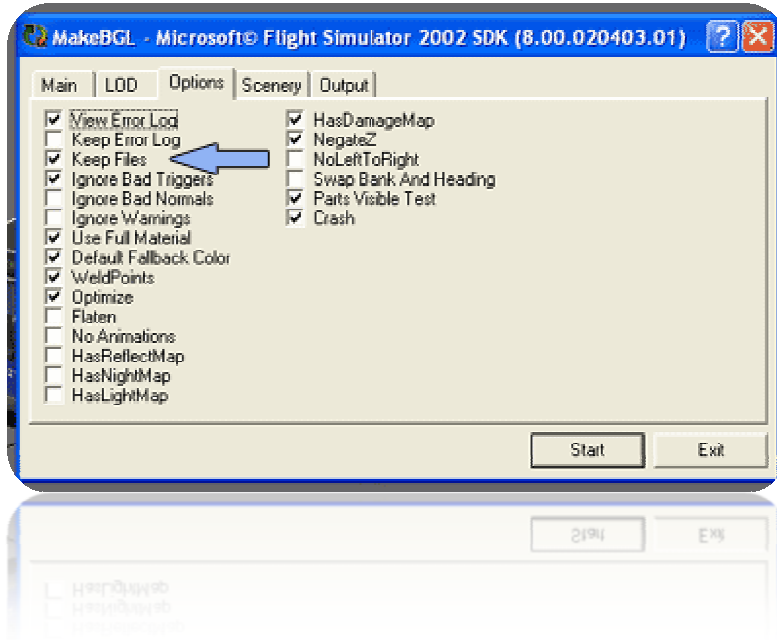 MakeBGL - Microsoft© Flight Simulator 2002 SDK (8.00.020403.01)
Main LOD Options Scenery Output
View Error Log
Keep Error Log
Keep Files
Ignore Bad Triggers
Ignore Bad Normals
Ignore Warnings
Use Full Material
Default Fallback Color
WeldPoints
Optimize
Flaten
No Animations
HasReflectMap
HasNightMap
HasLightMap
HasDamageMap
NegateZ
NoLeftToRight
Swap Bank And Heading
Parts Visible Test
Crash
Start Exit